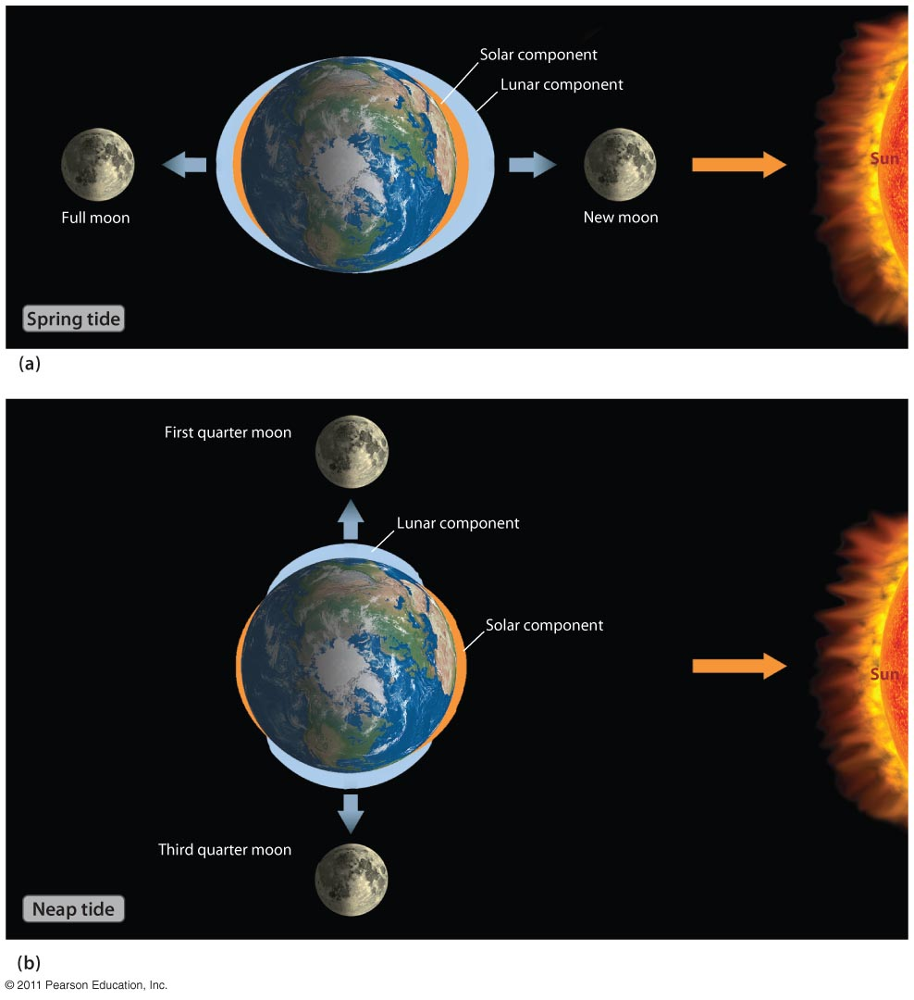 Solar component
Lunar component
Sun
Full moon
New moon
Spring tide
(a)
First quarter moon
Lunar component
Solar component
Sun
Third quarter moon
Neap tide
(b)
© 2011 Pearson Education, Inc.